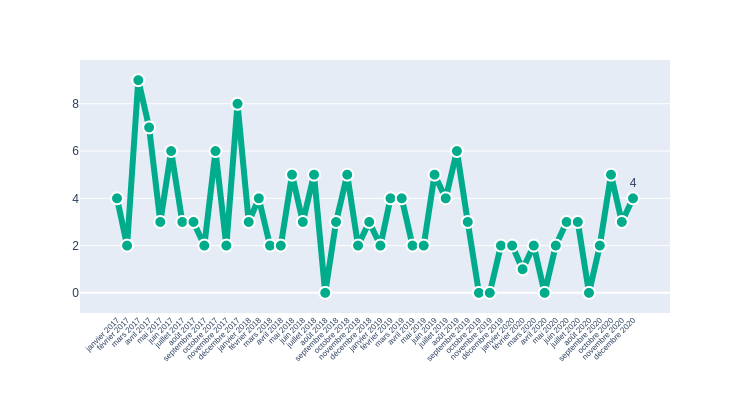 8
6
4
2
0
4
janvier 2017
février 2017
mars 2017
avril 2017
mai 2017
juin 2017
juillet 2017
août 2017
septembre 2017
octobre 2017
novembre 2017
décembre 2017
janvier 2018
février 2018
mars 2018
avril 2018
mai 2018
juin 2018
juillet 2018
août 2018
septembre 2018
octobre 2018
novembre 2018
décembre 2018
janvier 2019
février 2019
mars 2019
avril 2019
mai 2019
juin 2019
juillet 2019
août 2019
septembre 2019
octobre 2019
novembre 2019
décembre 2019
janvier 2020
février 2020
mars 2020
avril 2020
mai 2020
juin 2020
juillet 2020
août 2020
septembre 2020
octobre 2020
novembre 2020
décembre 2020